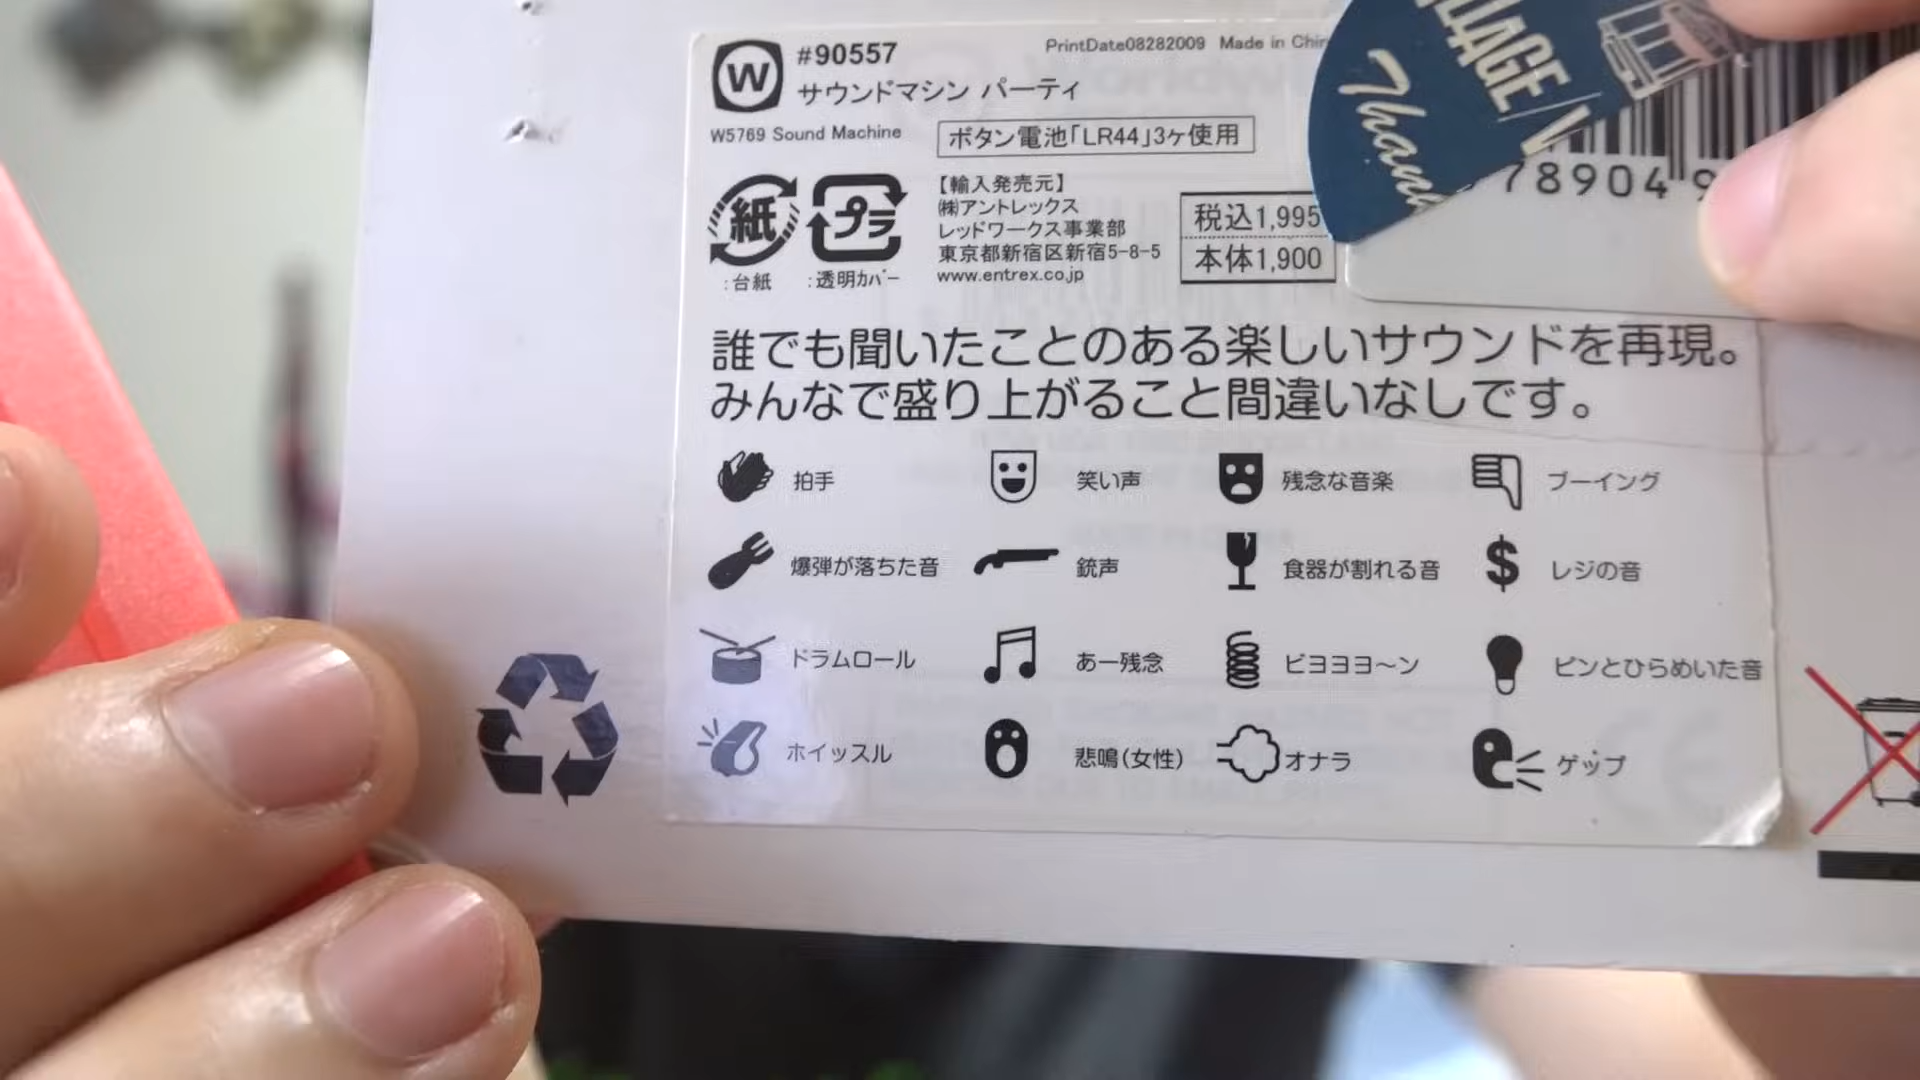 W
#90557
PrintDate08282009 Made in
サウンドマシン パーティ
W5769 Sound Machine
ボタン電池「LR44」3ヶ使用
紙
:台紙
プラ
:透明カバー
【輸入発売元】
㈱アントレックス
レッドワークス事業部
東京都新宿区新宿5-8-5
www.entrex.co.jp
税込1,995
本体1,900
Thank
78904
誰でも聞いたことのある楽しいサウンドを再現。
みんなで盛り上がること間違いなしです。
拍手 笑い声 残念な音楽 ブーイング
爆弾が落ちた音 銃声 食器が割れる音 $ レジの音
ドラムロール あー残念 ビヨヨヨ〜ン ピンとひらめいた音
ホイッスル 悲鳴(女性) オナラ ゲップ